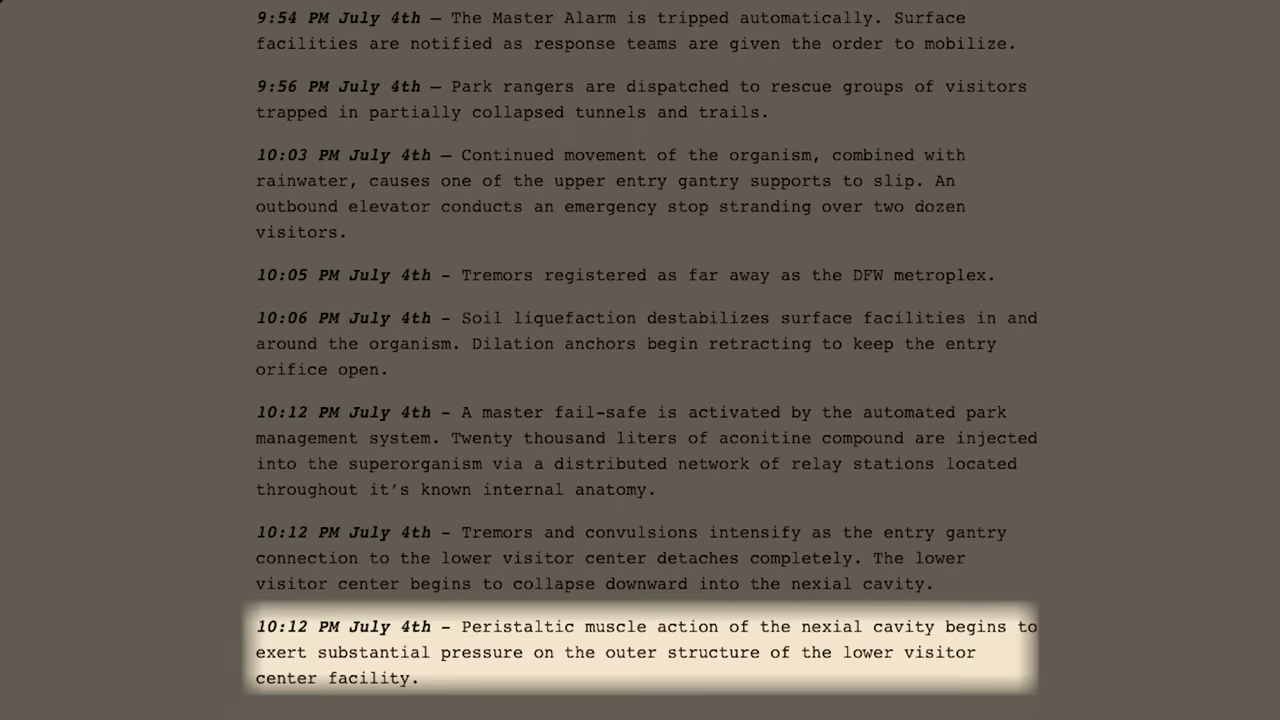 9:54 PM July 4th – The Master Alarm is tripped automatically. Surface
facilities are notified as response teams are given the order to mobilize.
9:56 PM July 4th – Park rangers are dispatched to rescue groups of visitors
trapped in partially collapsed tunnels and trails.
10:03 PM July 4th – Continued movement of the organism, combined with
rainwater, causes one of the upper entry gantry supports to slip. An
outbound elevator conducts an emergency stop stranding over two dozen
visitors.
10:05 PM July 4th - Tremors registered as far away as the DFW metroplex.
10:06 PM July 4th - Soil liquefaction destabilizes surface facilities in and
around the organism. Dilation anchors begin retracting to keep the entry
orifice open.
10:12 PM July 4th - A master fail-safe is activated by the automated park
management system. Twenty thousand liters of aconitine compound are injected
into the superorganism via a distributed network of relay stations located
throughout it’s known internal anatomy.
10:12 PM July 4th - Tremors and convulsions intensify as the entry gantry
connection to the lower visitor center detaches completely. The lower
visitor center begins to collapse downward into the nexial cavity.
10:12 PM July 4th - Peristaltic muscle action of the nexial cavity begins to
exert substantial pressure on the outer structure of the lower visitor
center facility.